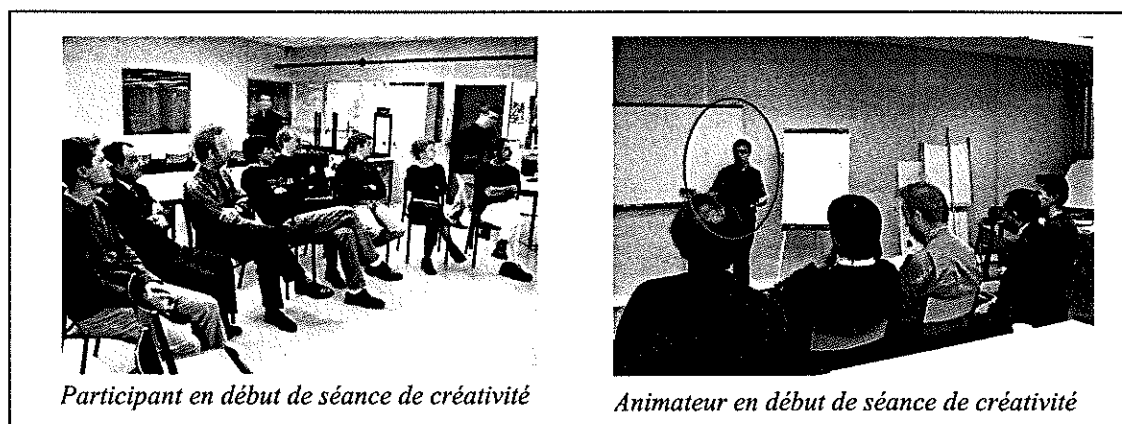 Participant en début de séance de créativité
Animateur en début de séance de créativité